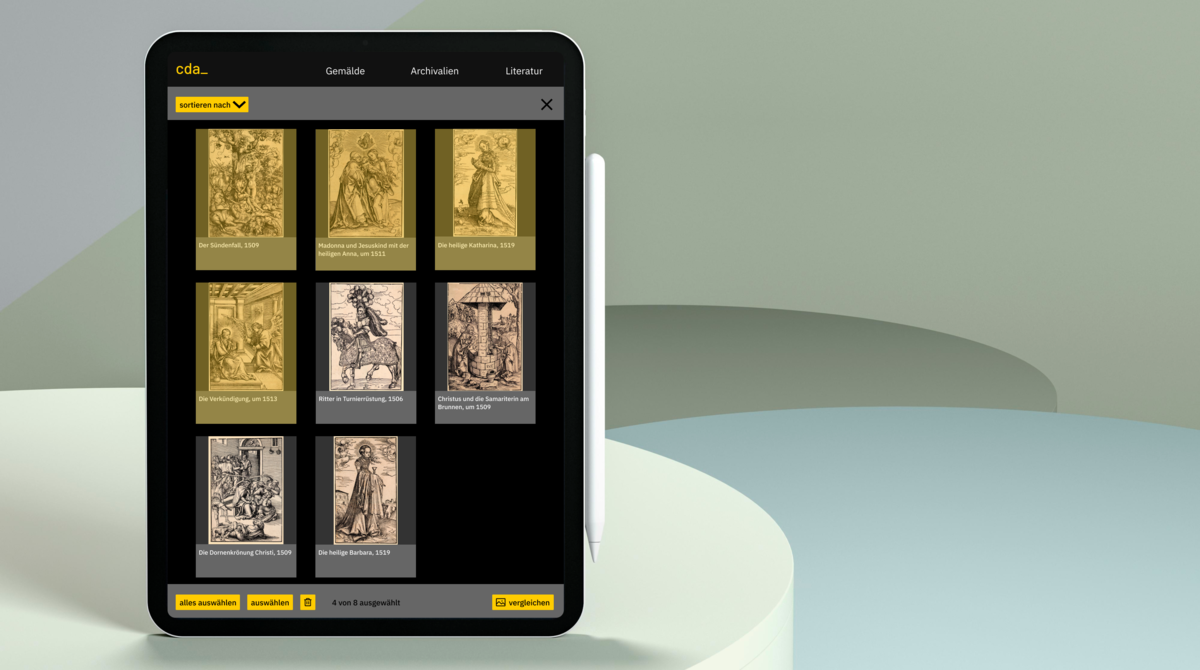 cda_
Gemälde
Archivalien
Literatur
sortieren nach
Der Sündenfall, 1509
Madonna und Jesuskind mit der
heiligen Anna, um 1511
Die heilige Katharina, 1519
Die Verkündigung, um 1513
Ritter in Turnierrüstung, 1506
Christus und die Samariterin am
Brunnen, um 1509
Die Dornenkrönung Christi, 1509
Die heilige Barbara, 1519
alles auswählen
auswählen
4 von 8 ausgewählt
vergleichen